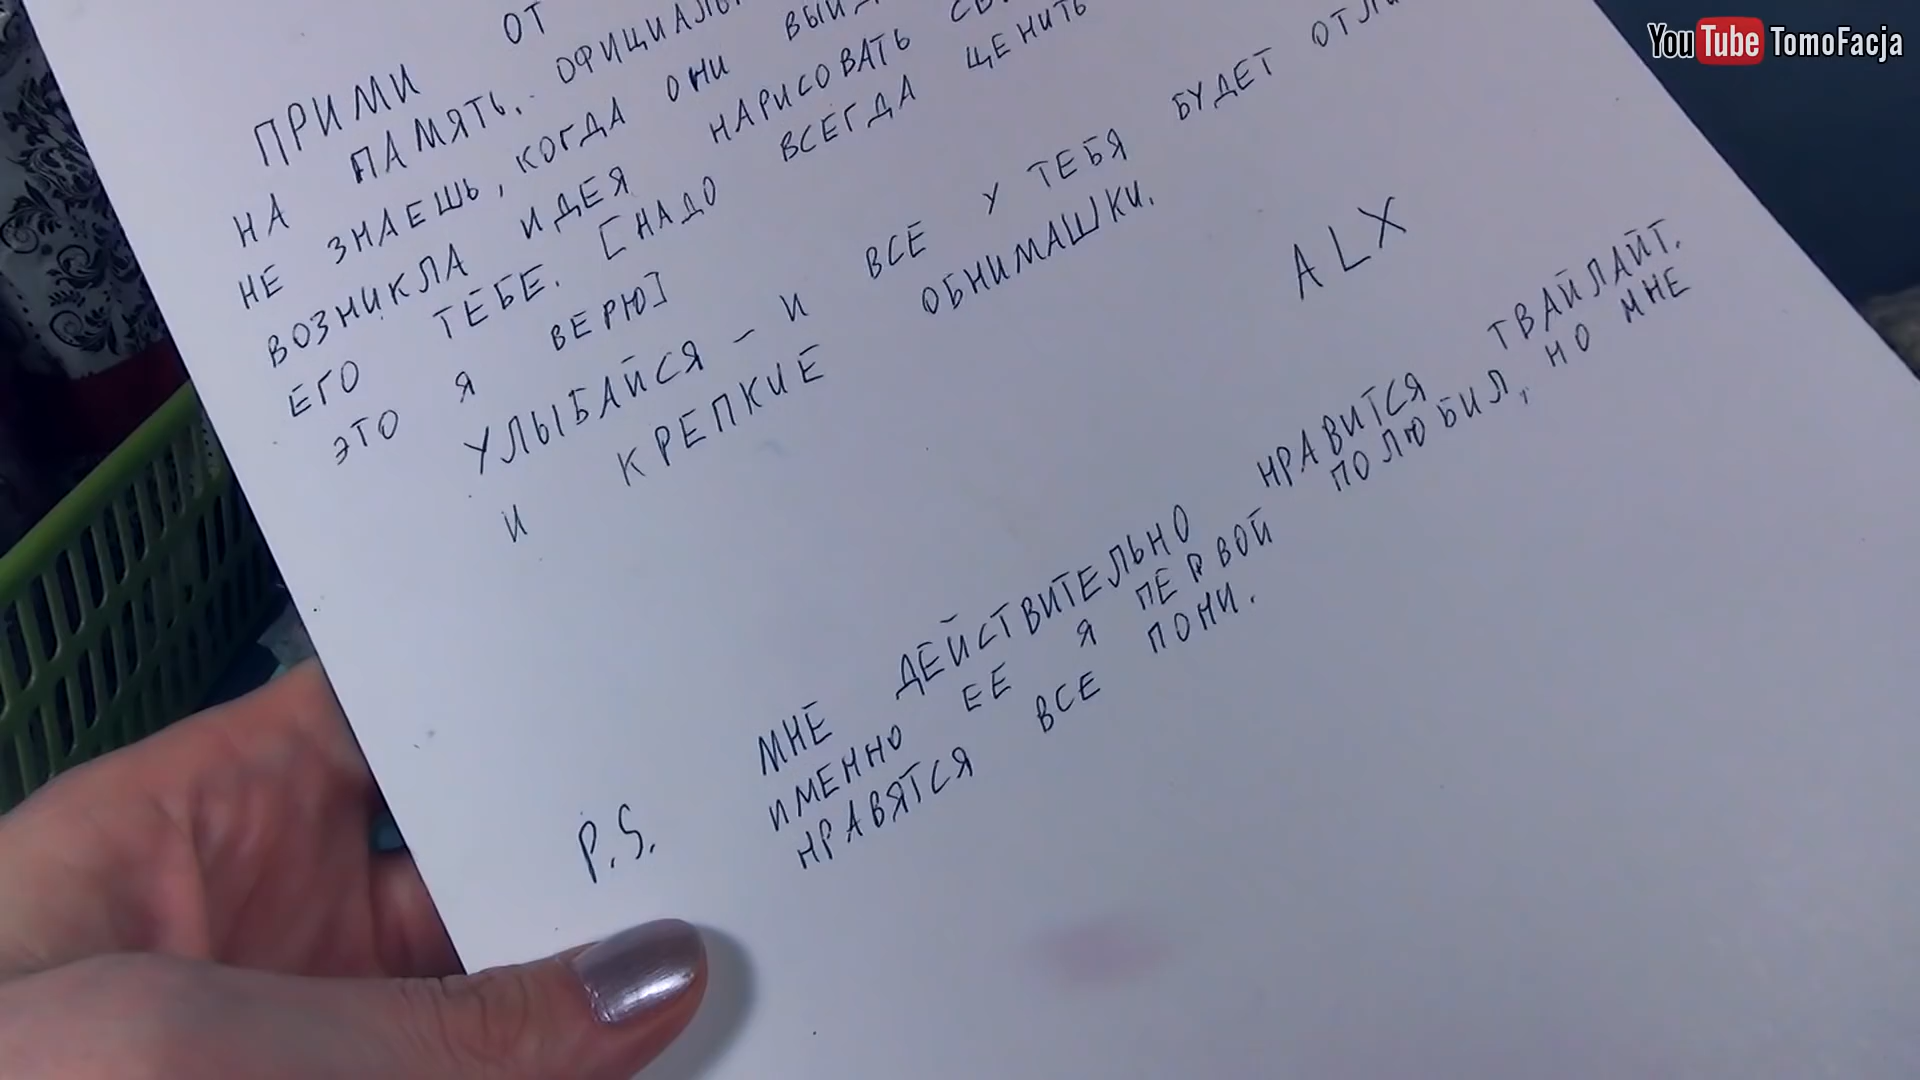 ПРИМИ ОТ
НА ПАМЯТЬ. ОФИЦИАЛЬ
НЕ ЗНАЕШЬ, КОГДА ОНИ
ВОЗНИКЛА ИДЕЯ НАРИСОВАТЬ
ЕГО ТЕБЕ. [НАДО ВСЕГДА ЦЕНИТЬ
ЭТО Я ВЕРЮ]
УЛЫБАЙСЯ - И ВСЕ У ТЕБЯ БУДЕТ
И КРЕПКИЕ ОБНИМАШКИ.
ALX
P.S. МНЕ ДЕЙСТВИТЕЛЬНО НРАВИТСЯ ТВАЙЛАЙТ.
ИМЕННО ЕЕ Я ПЕРВОЙ ПОЛЮБИЛ, НО МНЕ
НРАВЯТСЯ ВСЕ ПОНИ.
YouTube TomoFacja